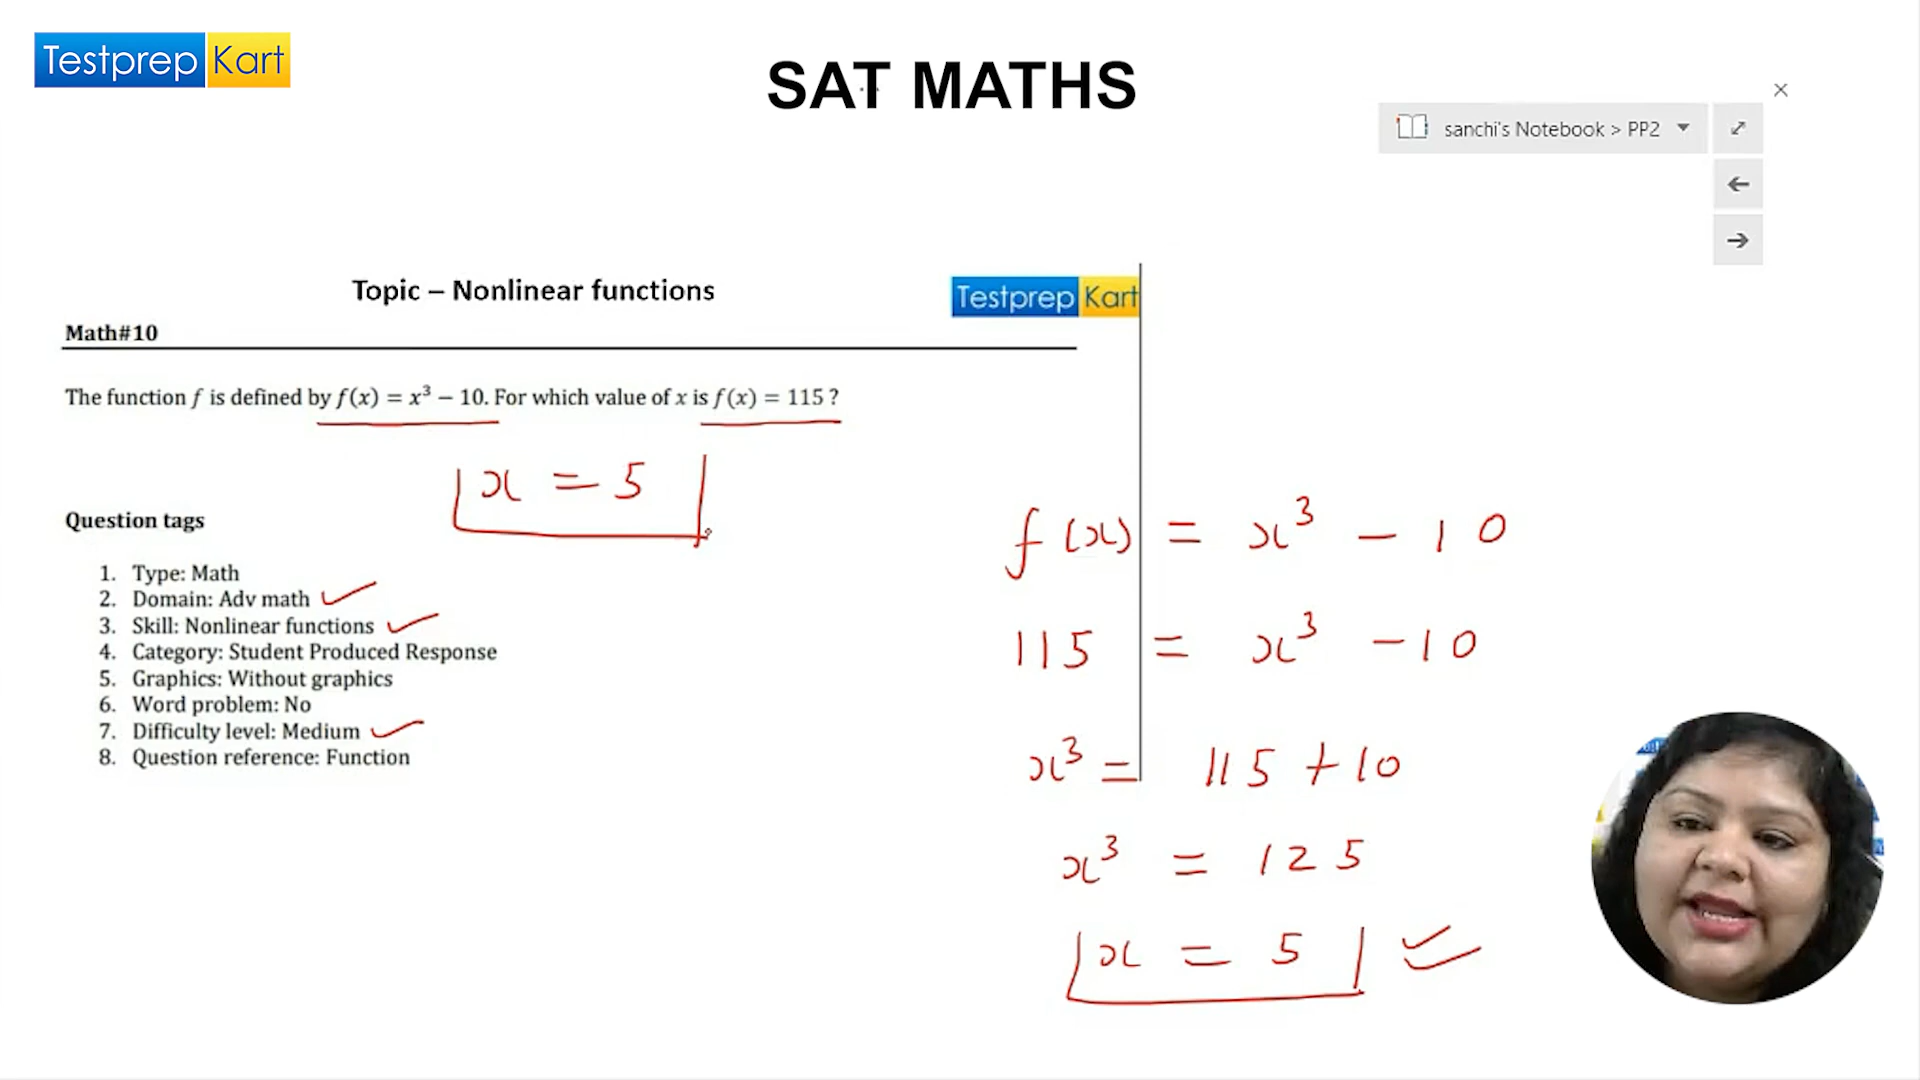 Testprep Kart
SAT MATHS
sanchi's Notebook > PP2
Topic – Nonlinear functions
Testprep Kart
Math#10
The function f is defined by f(x) = x³ − 10. For which value of x is f(x) = 115 ?
x = 5
Question tags
1. Type: Math
2. Domain: Adv math
3. Skill: Nonlinear functions
4. Category: Student Produced Response
5. Graphics: Without graphics
6. Word problem: No
7. Difficulty level: Medium
8. Question reference: Function
f(x) = x³ − 10
115 = x³ − 10
x³ = 115 + 10
x³ = 125
x = 5